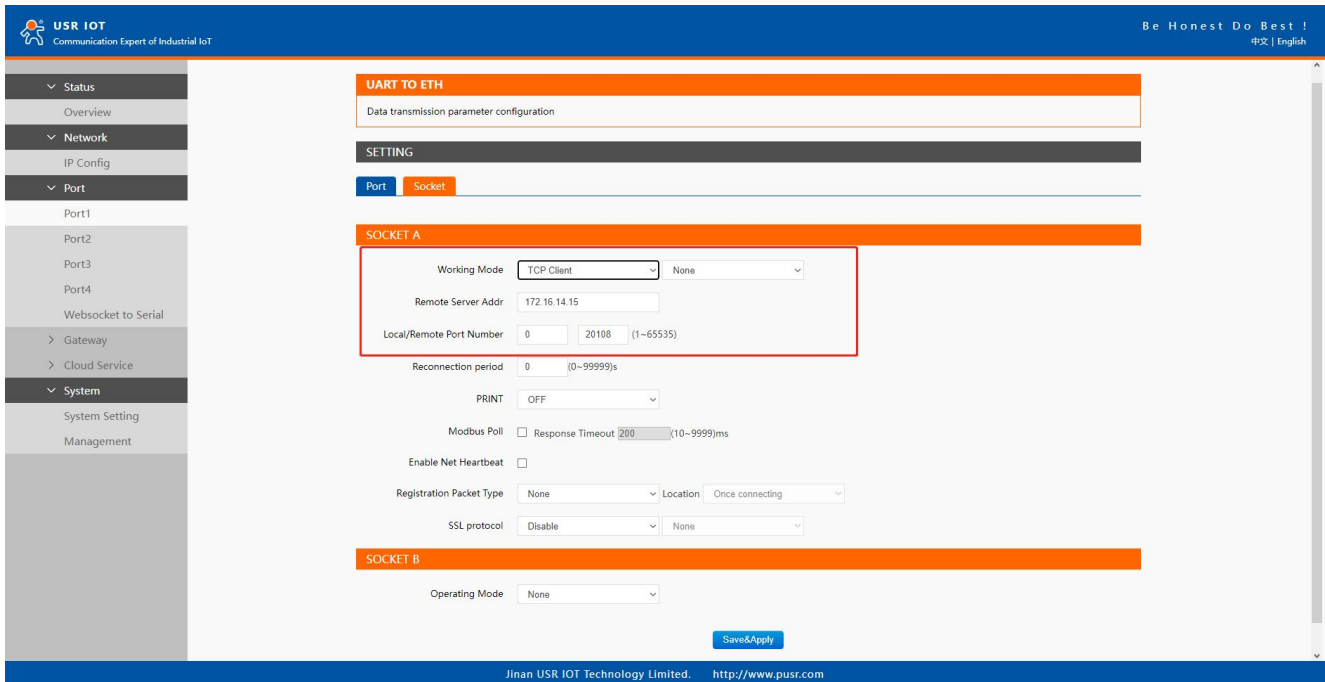 USR IOT
Communication Expert of Industrial IoT
Be Honest Do Best !
中文 | English
Status
Overview
Network
IP Config
Port
Port1
Port2
Port3
Port4
Websocket to Serial
Gateway
Cloud Service
System
System Setting
Management
UART TO ETH
Data transmission parameter configuration
SETTING
Port Socket
SOCKET A
Working Mode TCP Client None
Remote Server Addr 172.16.14.15
Local/Remote Port Number 0 20108 (1~65535)
Reconnection period 0 (0~99999)s
PRINT OFF
Modbus Poll Response Timeout 200 (10~9999)ms
Enable Net Heartbeat
Registration Packet Type None Location Once connecting
SSL protocol Disable None
SOCKET B
Operating Mode None
Save&Apply
Jinan USR IOT Technology Limited. http://www.pusr.com